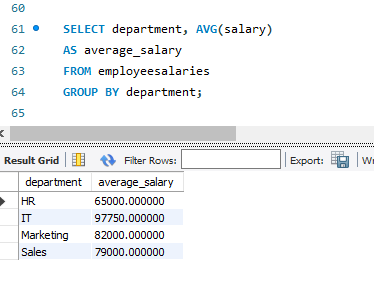 60
61 SELECT department, AVG(salary)
62 AS average_salary
63 FROM employeesalaries
64 GROUP BY department;
65
Result Grid Filter Rows: Export:
department average_salary
HR 65000.000000
IT 97750.000000
Marketing 82000.000000
Sales 79000.000000